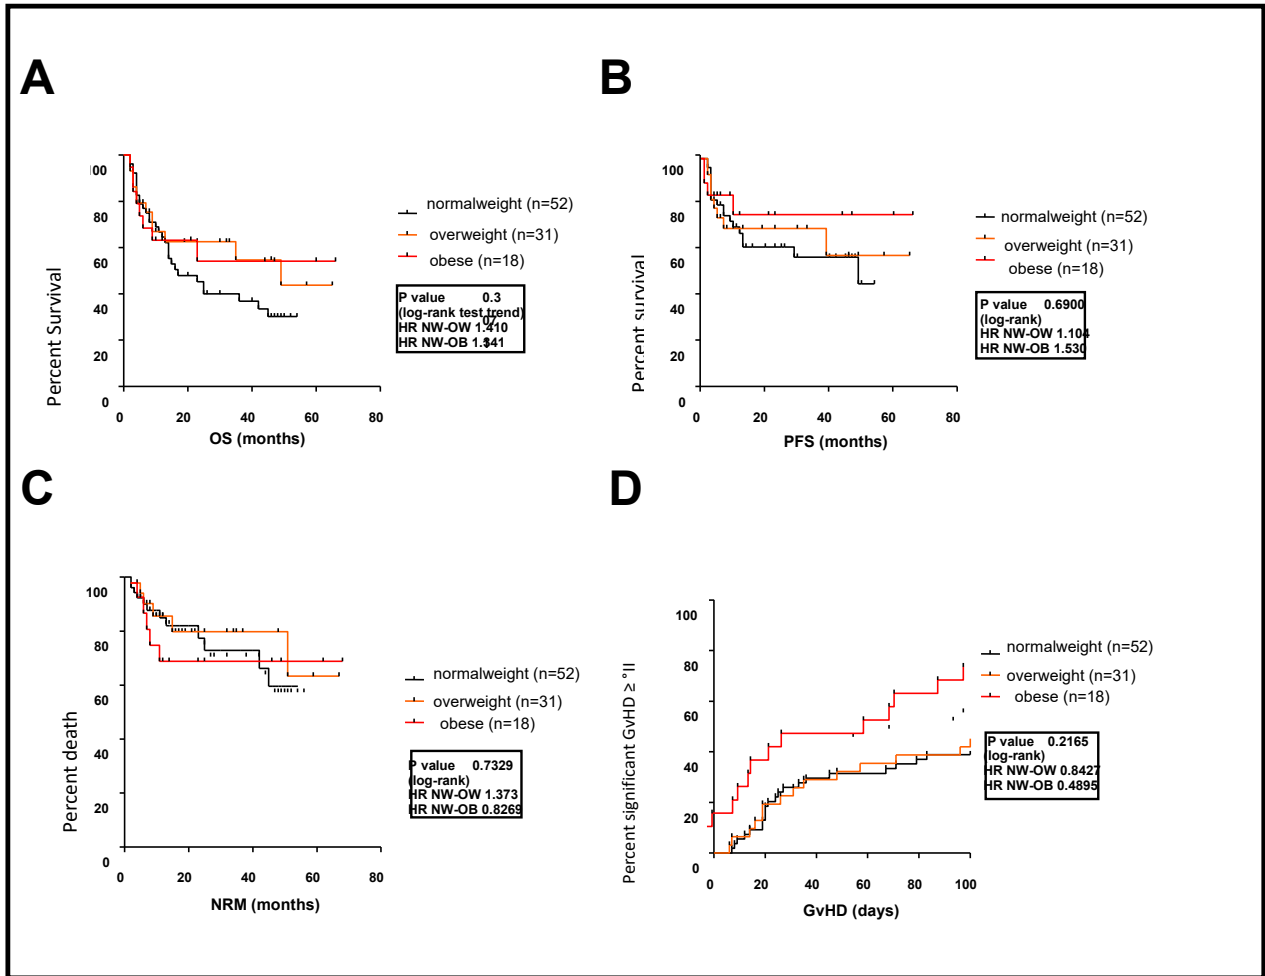 A
B
100
80
60
40
20
0
0 20 40 60 80
Percent Survival
OS (months)
normalweight (n=52)
overweight (n=31)
obese (n=18)
P value 0.3
(log-rank test trend)
07
HR NW-OW 1.410
HR NW-OB 1.341
100
80
60
40
20
0
0 20 40 60 80
Percent survival
PFS (months)
normalweight (n=52)
overweight (n=31)
obese (n=18)
P value 0.6900
(log-rank)
HR NW-OW 1.104
HR NW-OB 1.530
C
D
100
80
60
40
20
0
0 20 40 60 80
Percent death
NRM (months)
normalweight (n=52)
overweight (n=31)
obese (n=18)
P value 0.7329
(log-rank)
HR NW-OW 1.373
HR NW-OB 0.8269
100
80
60
40
20
0
0 20 40 60 80 100
Percent significant GvHD ≥ °II
GvHD (days)
normalweight (n=52)
overweight (n=31)
obese (n=18)
P value 0.2165
(log-rank)
HR NW-OW 0.8427
HR NW-OB 0.4895